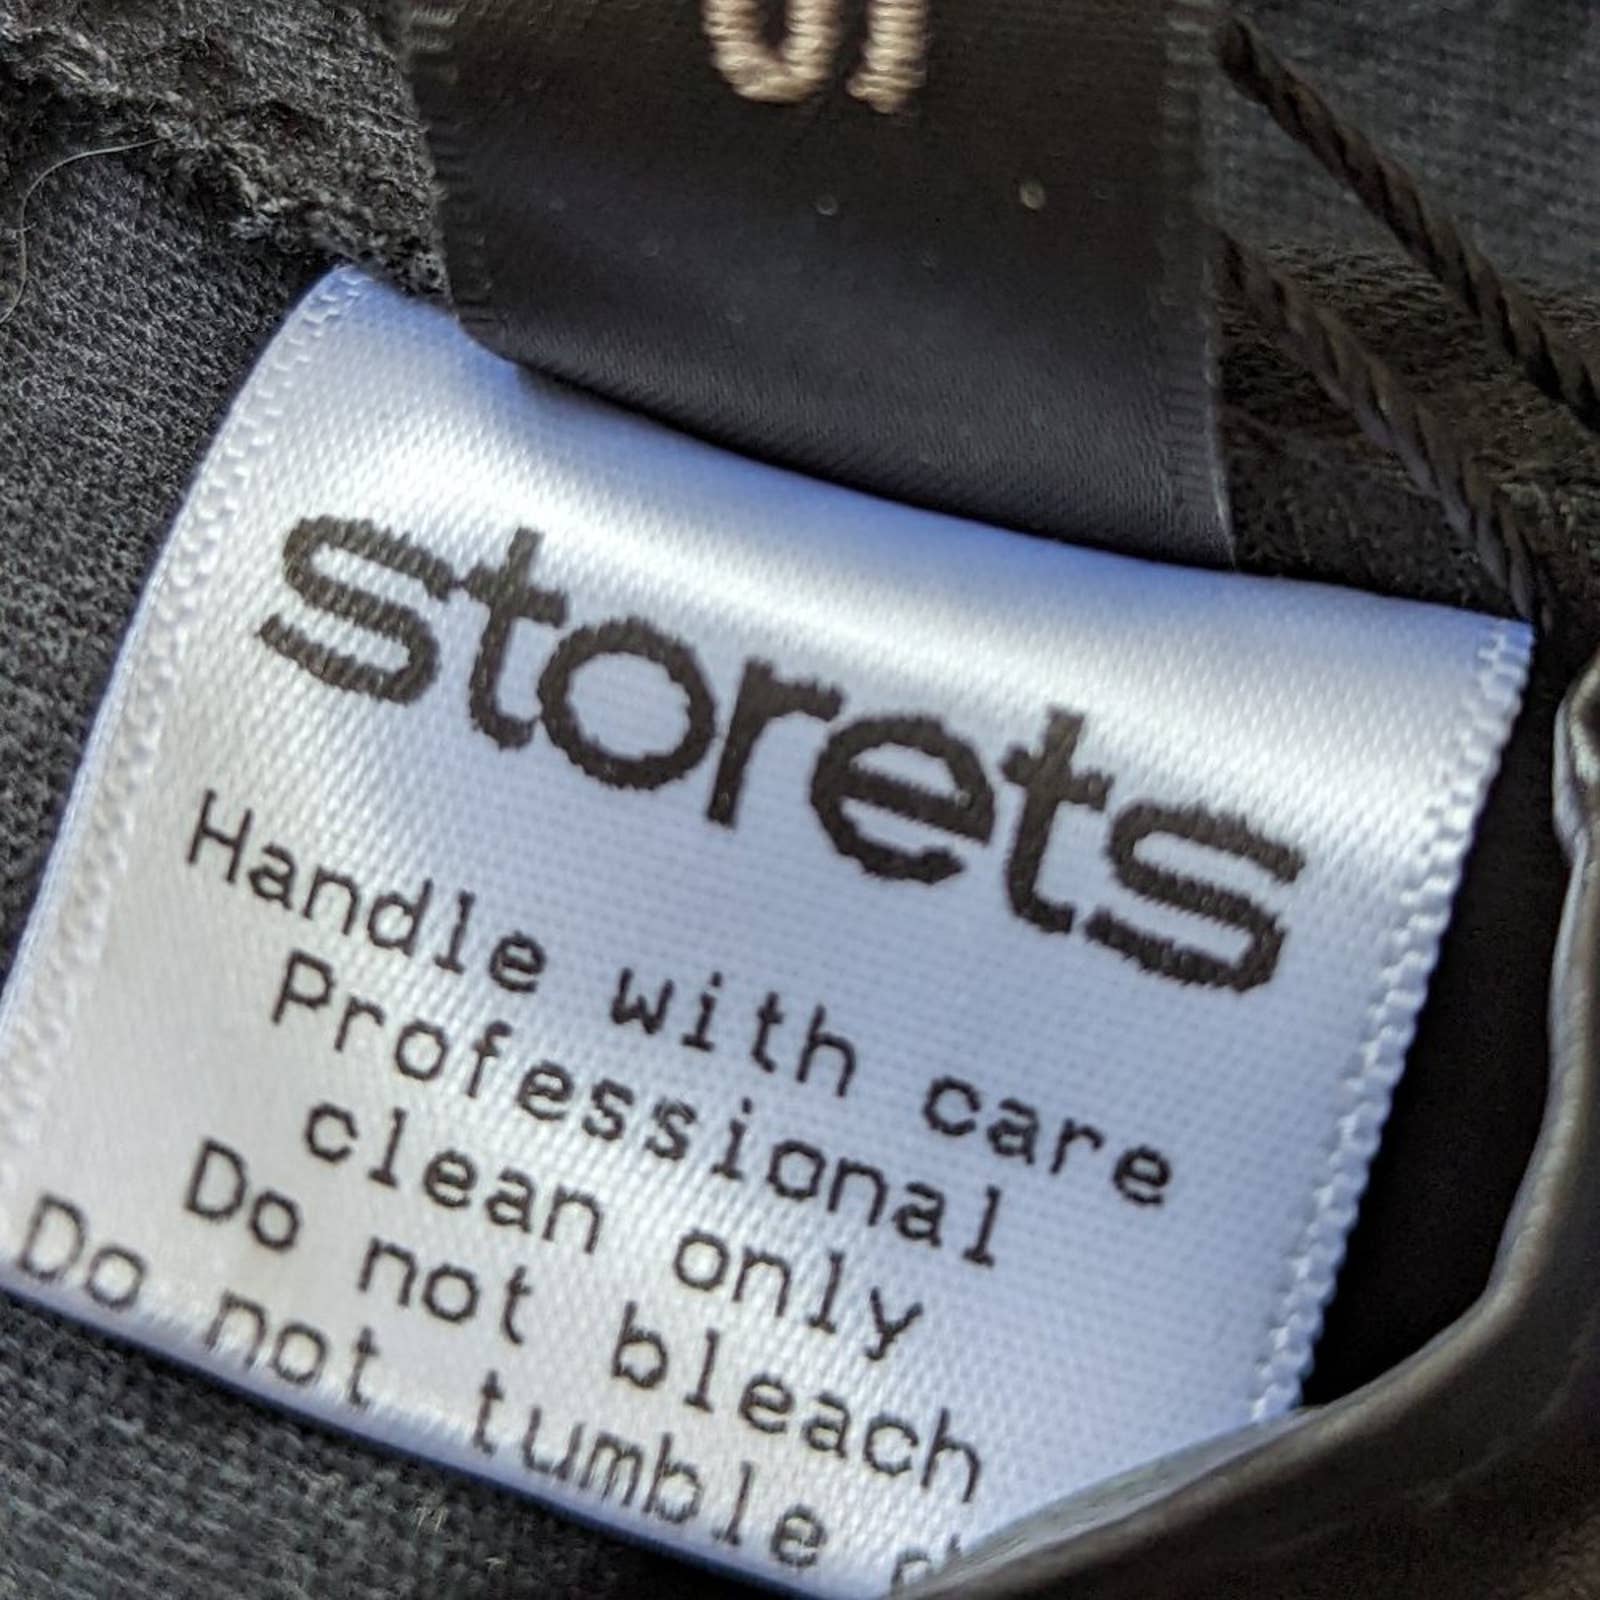 storets
Handle with care
Professional
clean only
Do not bleach
Do not tumble